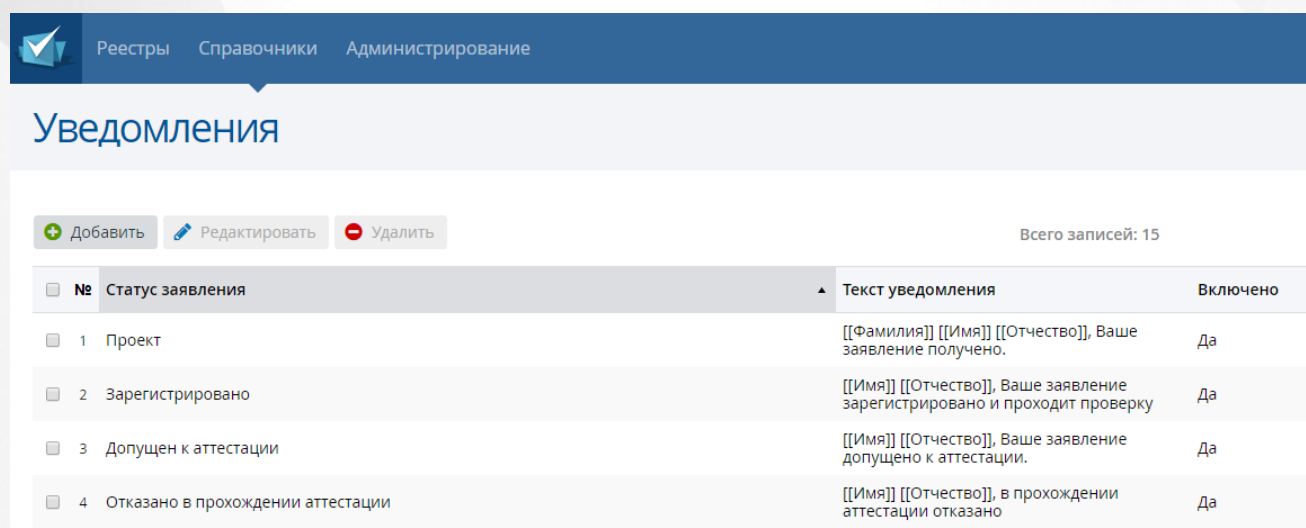 Реестры Справочники Администрирование
Уведомления
Добавить Редактировать Удалить Всего записей: 15
№ Статус заявления Текст уведомления Включено
1 Проект [[Фамилия]] [[Имя]] [[Отчество]], Ваше
заявление получено. Да
2 Зарегистрировано [[Имя]] [[Отчество]], Ваше заявление
зарегистрировано и проходит проверку Да
3 Допущен к аттестации [[Имя]] [[Отчество]], Ваше заявление
допущено к аттестации. Да
4 Отказано в прохождении аттестации [[Имя]] [[Отчество]], в прохождении
аттестации отказано Да